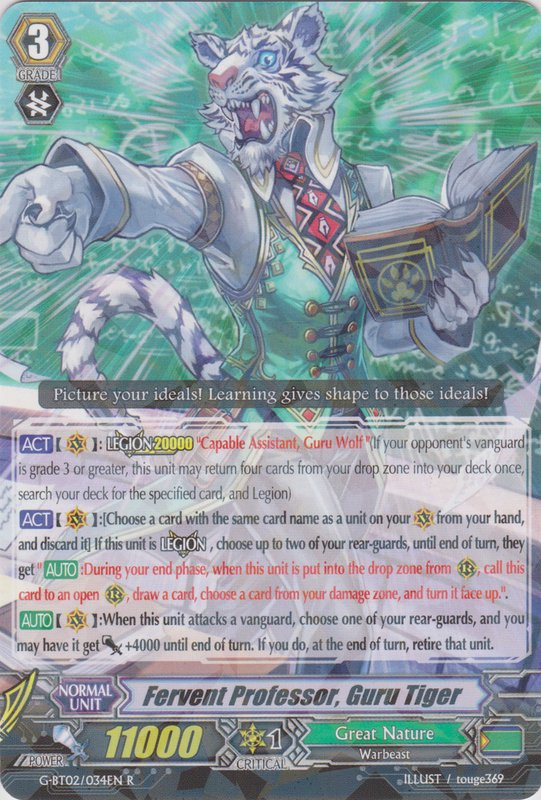 3
GRADE
Picture your ideals! Learning gives shape to those ideals!
ACT【V】:LEGION20000 "Capable Assistant, Guru Wolf"(If your opponent's vanguard
is grade 3 or greater, this unit may return four cards from your drop zone into your deck once,
search your deck for the specified card, and Legion)
ACT【V】:[Choose a card with the same card name as a unit on your V from your hand,
and discard it] If this unit is LEGION, choose up to two of your rear-guards, until end of turn, they
get "AUTO:During your end phase, when this unit is put into the drop zone from R, call this
card to an open R, draw a card, choose a card from your damage zone, and turn it face up.".
AUTO【V】:When this unit attacks a vanguard, choose one of your rear-guards, and you
may have it get +4000 until end of turn. If you do, at the end of turn, retire that unit.
NORMAL
UNIT
Fervent Professor, Guru Tiger
POWER
11000
1
CRITICAL
Great Nature
Warbeast
G-BT02/034EN R
ILLUST / touge369